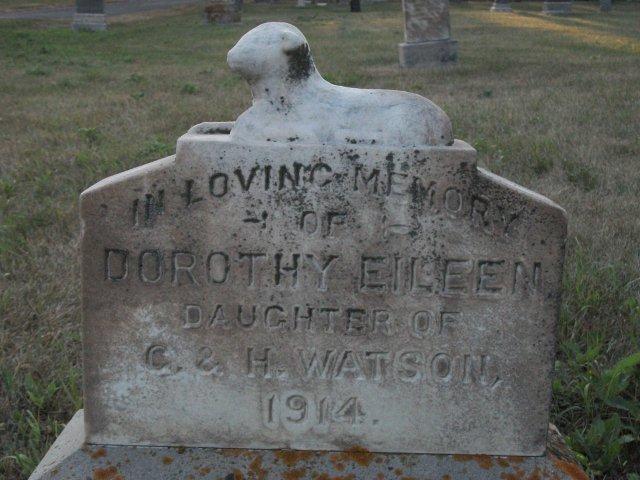 IN LOVING MEMORY
- OF -
DOROTHY EILEEN
DAUGHTER OF
C. & H. WATSON,
1914.